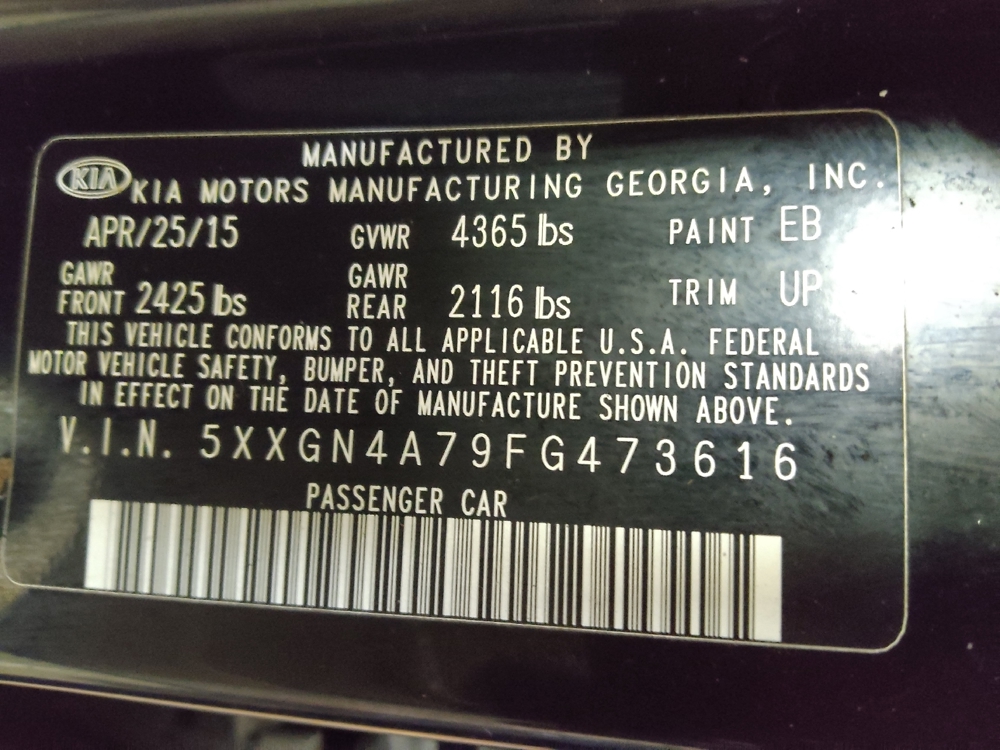 MANUFACTURED BY
KIA KIA MOTORS MANUFACTURING GEORGIA, INC.
APR/25/15 GVWR 4365 lbs PAINT EB
GAWR FRONT 2425 lbs GAWR REAR 2116 lbs TRIM UP
THIS VEHICLE CONFORMS TO ALL APPLICABLE U.S.A. FEDERAL
MOTOR VEHICLE SAFETY, BUMPER, AND THEFT PREVENTION STANDARDS
IN EFFECT ON THE DATE OF MANUFACTURE SHOWN ABOVE.
V.I.N. 5XXGN4A79FG473616
PASSENGER CAR